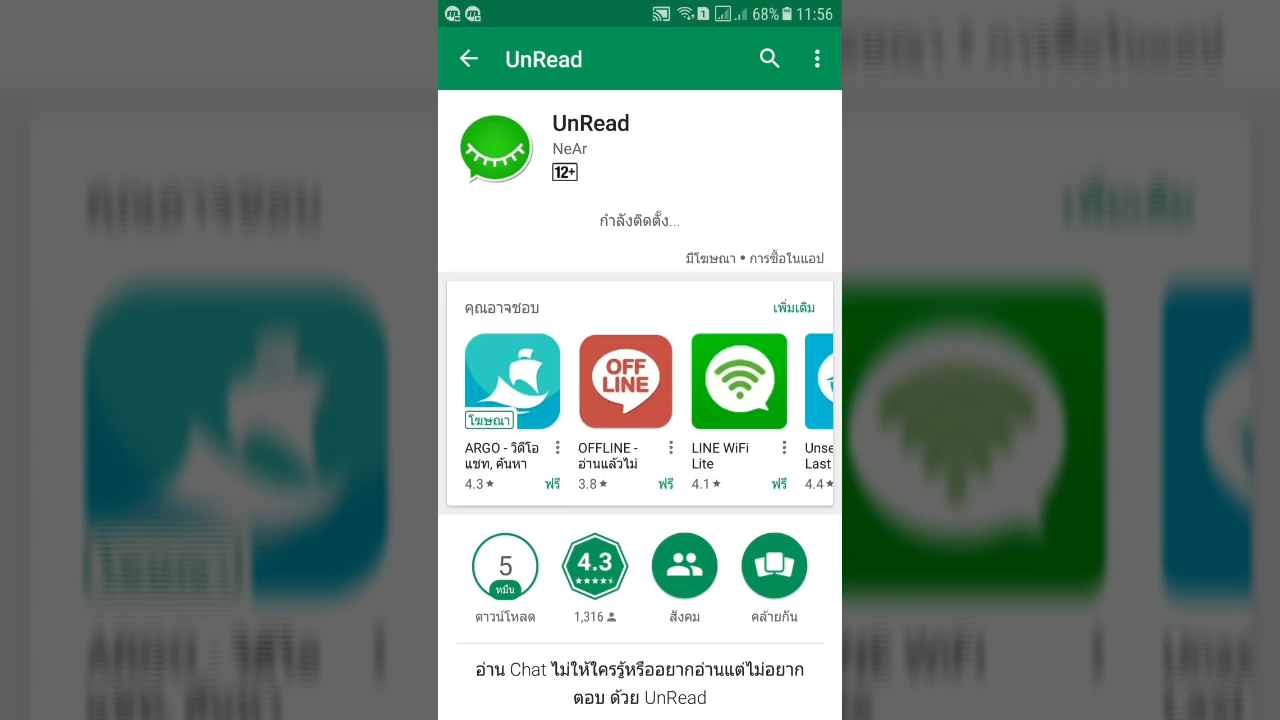 68% 11:56
UnRead
UnRead
NeAr
12+
กำลังติดตั้ง...
มีโฆษณา • การซื้อในแอป
คุณอาจชอบ
เพิ่มเติม
OFF
LINE
โฆษณา
ARGO - วิดีโอ
แชท, ค้นหา
4.3 ฟรี
OFFLINE -
อ่านแล้วไม่
3.8 ฟรี
LINE WiFi
Lite
4.1 ฟรี
Unse
Last
4.4
5
หมื่น
ดาวน์โหลด
4.3
1,316
สังคม
คล้ายกัน
อ่าน Chat ไม่ให้ใครรู้หรืออยากอ่านแต่ไม่อยาก
ตอบ ด้วย UnRead